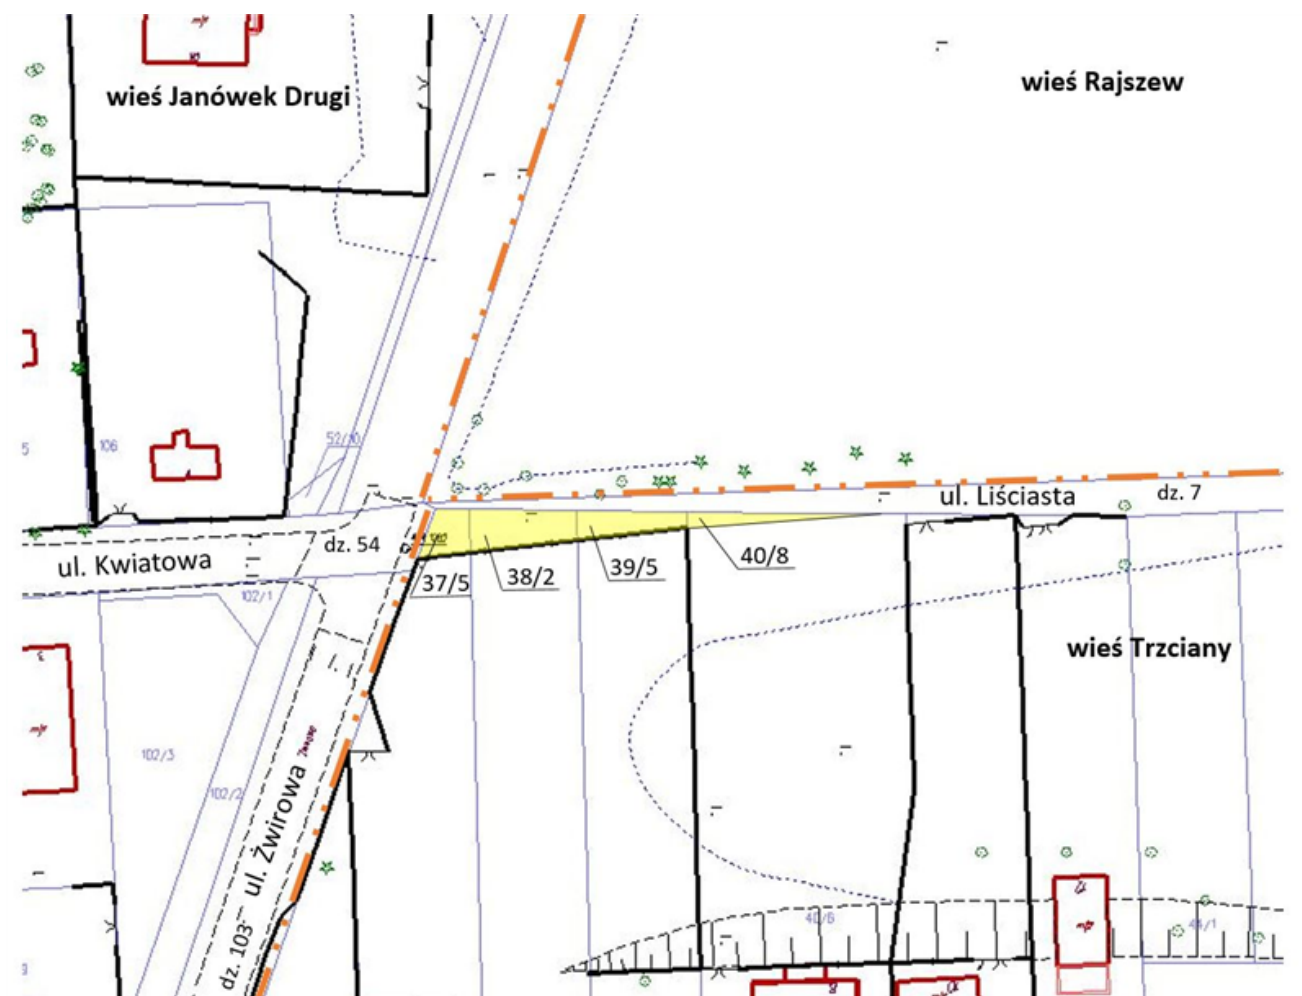 wieś Janówek Drugi
wieś Rajszew
106
52/10
ul. Liściasta
dz. 7
ul. Kwiatowa
dz. 54
37/5
38/2
39/5
40/8
102/1
wieś Trzciany
102/3
102/2
ul. Żwirowa
dz. 103
40/6